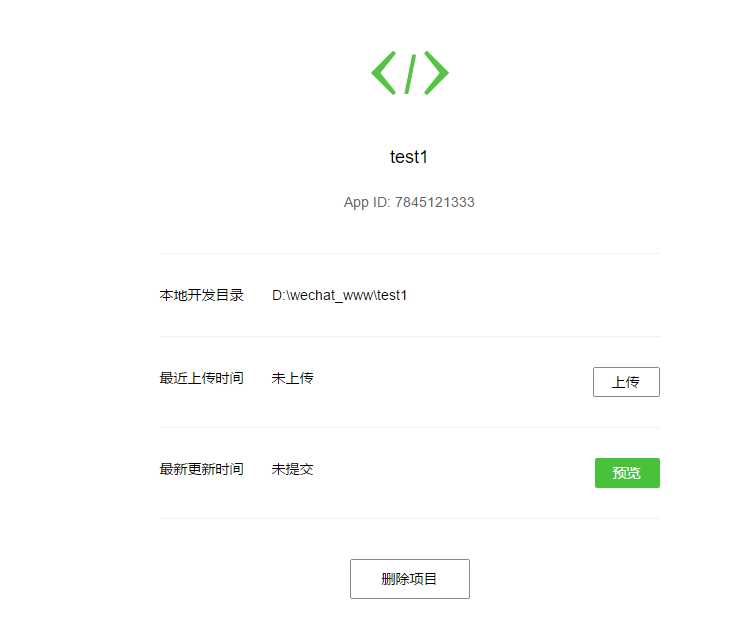 </>
test1
App ID: 7845121333
本地开发目录 D:\wechat_www\test1
最近上传时间 未上传 上传
最新更新时间 未提交 预览
删除项目